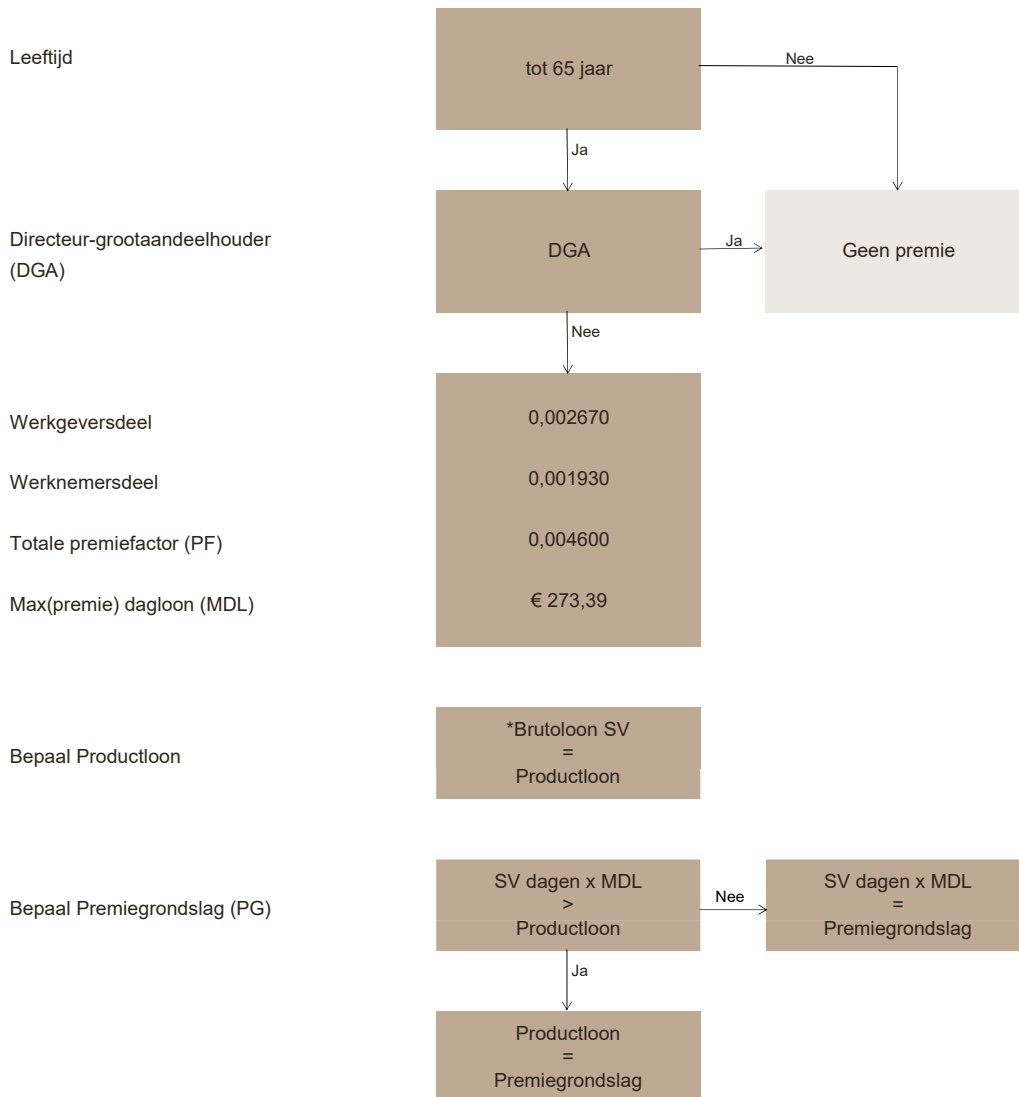 Leeftijd
tot 65 jaar
Nee
Ja
Directeur-grootaandeelhouder
(DGA)
DGA
Ja
Geen premie
Nee
Werkgeversdeel
0,002670
Werknemersdeel
0,001930
Totale premiefactor (PF)
0,004600
Max(premie) dagloon (MDL)
€ 273,39
Bepaal Productloon
*Brutoloon SV
=
Productloon
Bepaal Premiegrondslag (PG)
SV dagen x MDL
>
Productloon
Nee
SV dagen x MDL
=
Premiegrondslag
Ja
Productloon
=
Premiegrondslag